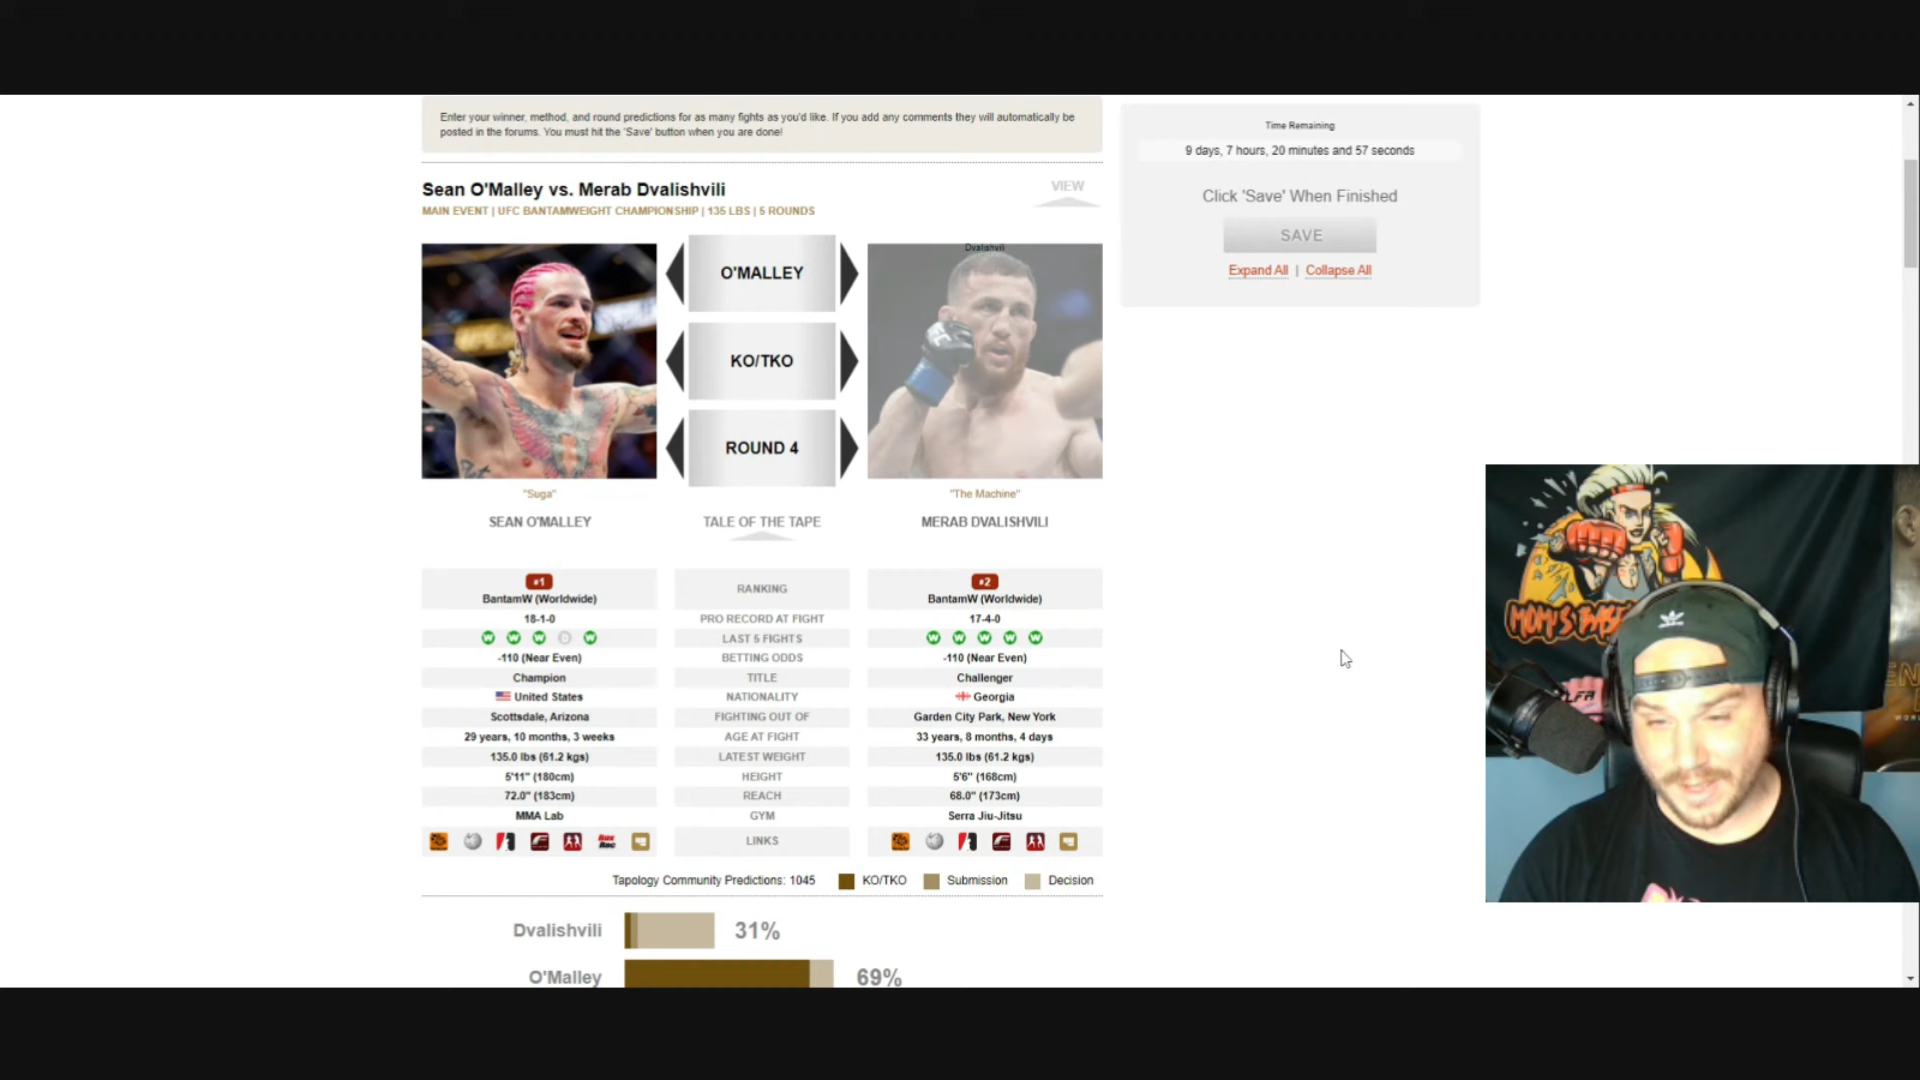 Enter your winner, method, and round predictions for as many fights as you'd like. If you add any comments they will automatically be
posted in the forums. You must hit the 'Save' button when you are done!
Time Remaining
9 days, 7 hours, 20 minutes and 57 seconds
Click 'Save' When Finished
SAVE
Expand All | Collapse All
Sean O'Malley vs. Merab Dvalishvili
VIEW
MAIN EVENT | UFC BANTAMWEIGHT CHAMPIONSHIP | 135 LBS | 5 ROUNDS
Dvalishvili
O'MALLEY
KO/TKO
ROUND 4
"Suga"
"The Machine"
SEAN O'MALLEY
TALE OF THE TAPE
MERAB DVALISHVILI
#1
BantamW (Worldwide)
RANKING
#2
BantamW (Worldwide)
18-1-0
PRO RECORD AT FIGHT
17-4-0
W W W D W
LAST 5 FIGHTS
W W W W W
-110 (Near Even)
BETTING ODDS
-110 (Near Even)
Champion
TITLE
Challenger
United States
NATIONALITY
Georgia
Scottsdale, Arizona
FIGHTING OUT OF
Garden City Park, New York
29 years, 10 months, 3 weeks
AGE AT FIGHT
33 years, 8 months, 4 days
135.0 lbs (61.2 kgs)
LATEST WEIGHT
135.0 lbs (61.2 kgs)
5'11" (180cm)
HEIGHT
5'6" (168cm)
72.0" (183cm)
REACH
68.0" (173cm)
MMA Lab
GYM
Serra Jiu-Jitsu
LINKS
Tapology Community Predictions: 1045
KO/TKO
Submission
Decision
Dvalishvili
31%
O'Malley
69%
MOM'S
LFA